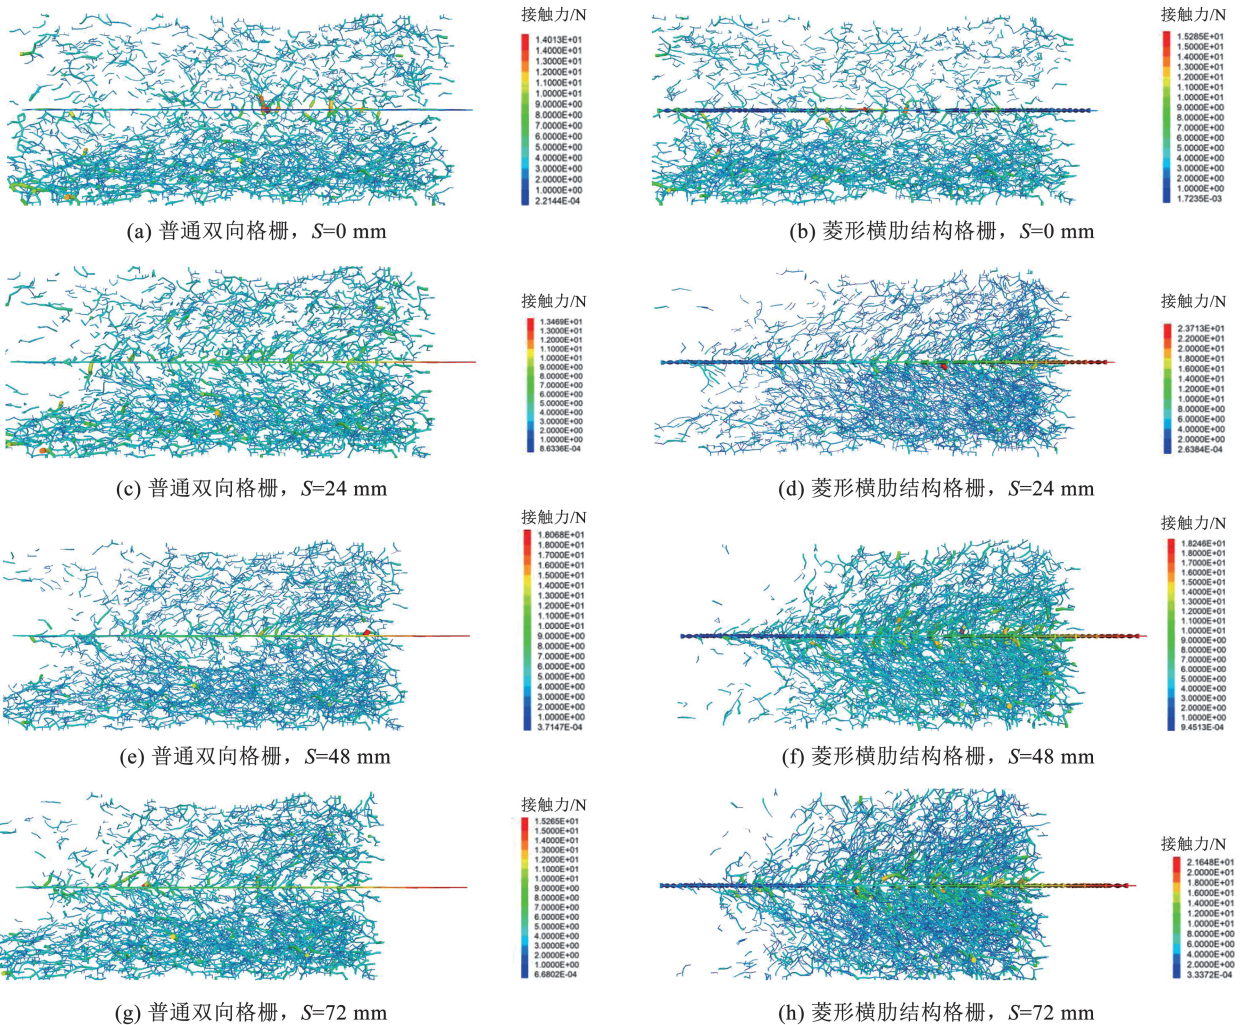 接触力/N
1.4013E+01
1.4000E+01
1.3000E+01
1.2000E+01
1.1000E+01
1.0000E+01
9.0000E+00
8.0000E+00
7.0000E+00
6.0000E+00
5.0000E+00
4.0000E+00
3.0000E+00
2.0000E+00
1.0000E+00
2.2144E-04
(a) 普通双向格栅，S=0 mm
接触力/N
1.5285E+01
1.5000E+01
1.4000E+01
1.3000E+01
1.2000E+01
1.1000E+01
1.0000E+01
9.0000E+00
8.0000E+00
7.0000E+00
6.0000E+00
5.0000E+00
4.0000E+00
3.0000E+00
2.0000E+00
1.0000E+00
1.7235E-03
(b) 菱形横肋结构格栅，S=0 mm
接触力/N
1.3469E+01
1.3000E+01
1.2000E+01
1.1000E+01
1.0000E+01
9.0000E+00
8.0000E+00
7.0000E+00
6.0000E+00
5.0000E+00
4.0000E+00
3.0000E+00
2.0000E+00
1.0000E+00
8.6336E-04
(c) 普通双向格栅，S=24 mm
接触力/N
2.3713E+01
2.2000E+01
2.0000E+01
1.8000E+01
1.6000E+01
1.4000E+01
1.2000E+01
1.0000E+01
8.0000E+00
6.0000E+00
4.0000E+00
2.0000E+00
2.6384E-04
(d) 菱形横肋结构格栅，S=24 mm
接触力/N
1.8068E+01
1.8000E+01
1.7000E+01
1.6000E+01
1.5000E+01
1.4000E+01
1.3000E+01
1.2000E+01
1.1000E+01
1.0000E+01
9.0000E+00
8.0000E+00
7.0000E+00
6.0000E+00
5.0000E+00
4.0000E+00
3.0000E+00
2.0000E+00
1.0000E+00
3.7147E-04
(e) 普通双向格栅，S=48 mm
接触力/N
1.8246E+01
1.8000E+01
1.7000E+01
1.6000E+01
1.5000E+01
1.4000E+01
1.3000E+01
1.2000E+01
1.1000E+01
1.0000E+01
9.0000E+00
8.0000E+00
7.0000E+00
6.0000E+00
5.0000E+00
4.0000E+00
3.0000E+00
2.0000E+00
1.0000E+00
9.4513E-04
(f) 菱形横肋结构格栅，S=48 mm
接触力/N
1.5265E+01
1.5000E+01
1.4000E+01
1.3000E+01
1.2000E+01
1.1000E+01
1.0000E+01
9.0000E+00
8.0000E+00
7.0000E+00
6.0000E+00
5.0000E+00
4.0000E+00
3.0000E+00
2.0000E+00
1.0000E+00
6.6802E-04
(g) 普通双向格栅，S=72 mm
接触力/N
2.1648E+01
2.0000E+01
1.8000E+01
1.6000E+01
1.4000E+01
1.2000E+01
1.0000E+01
8.0000E+00
6.0000E+00
4.0000E+00
2.0000E+00
3.3372E-04
(h) 菱形横肋结构格栅，S=72 mm